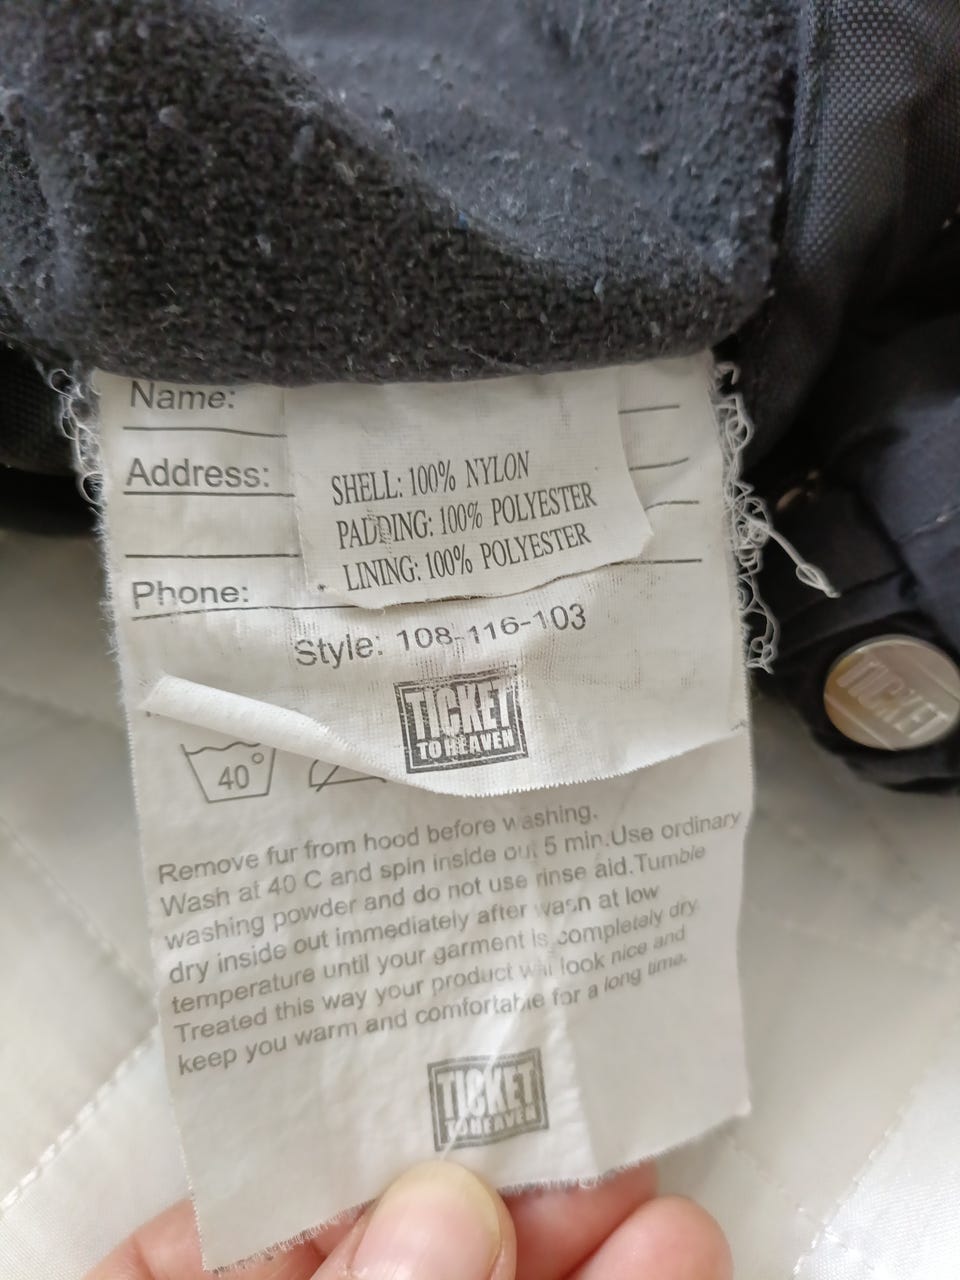 Name:
Address:
Phone:
SHELL: 100% NYLON
PADDING: 100% POLYESTER
LINING: 100% POLYESTER
Style: 108-116-103
TICKET
TO HEAVEN
40°
Remove fur from hood before washing.
Wash at 40 C and spin inside out 5 min.Use ordinary
washing powder and do not use rinse aid.Tumble
dry inside out immediately after wash at low
temperature until your garment is completely dry
Treated this way your product will look nice and
keep you warm and comfortable for a long time.
TICKET
TO HEAVEN
TICKET